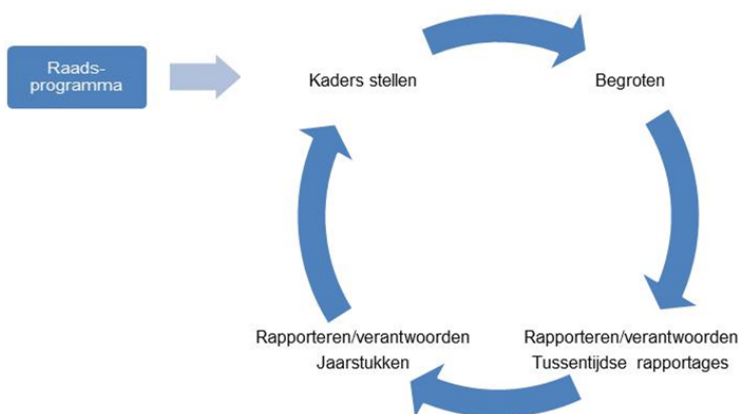 Raads-
programma
Kaders stellen
Begroten
Rapporteren/verantwoorden
Tussentijdse rapportages
Rapporteren/verantwoorden
Jaarstukken